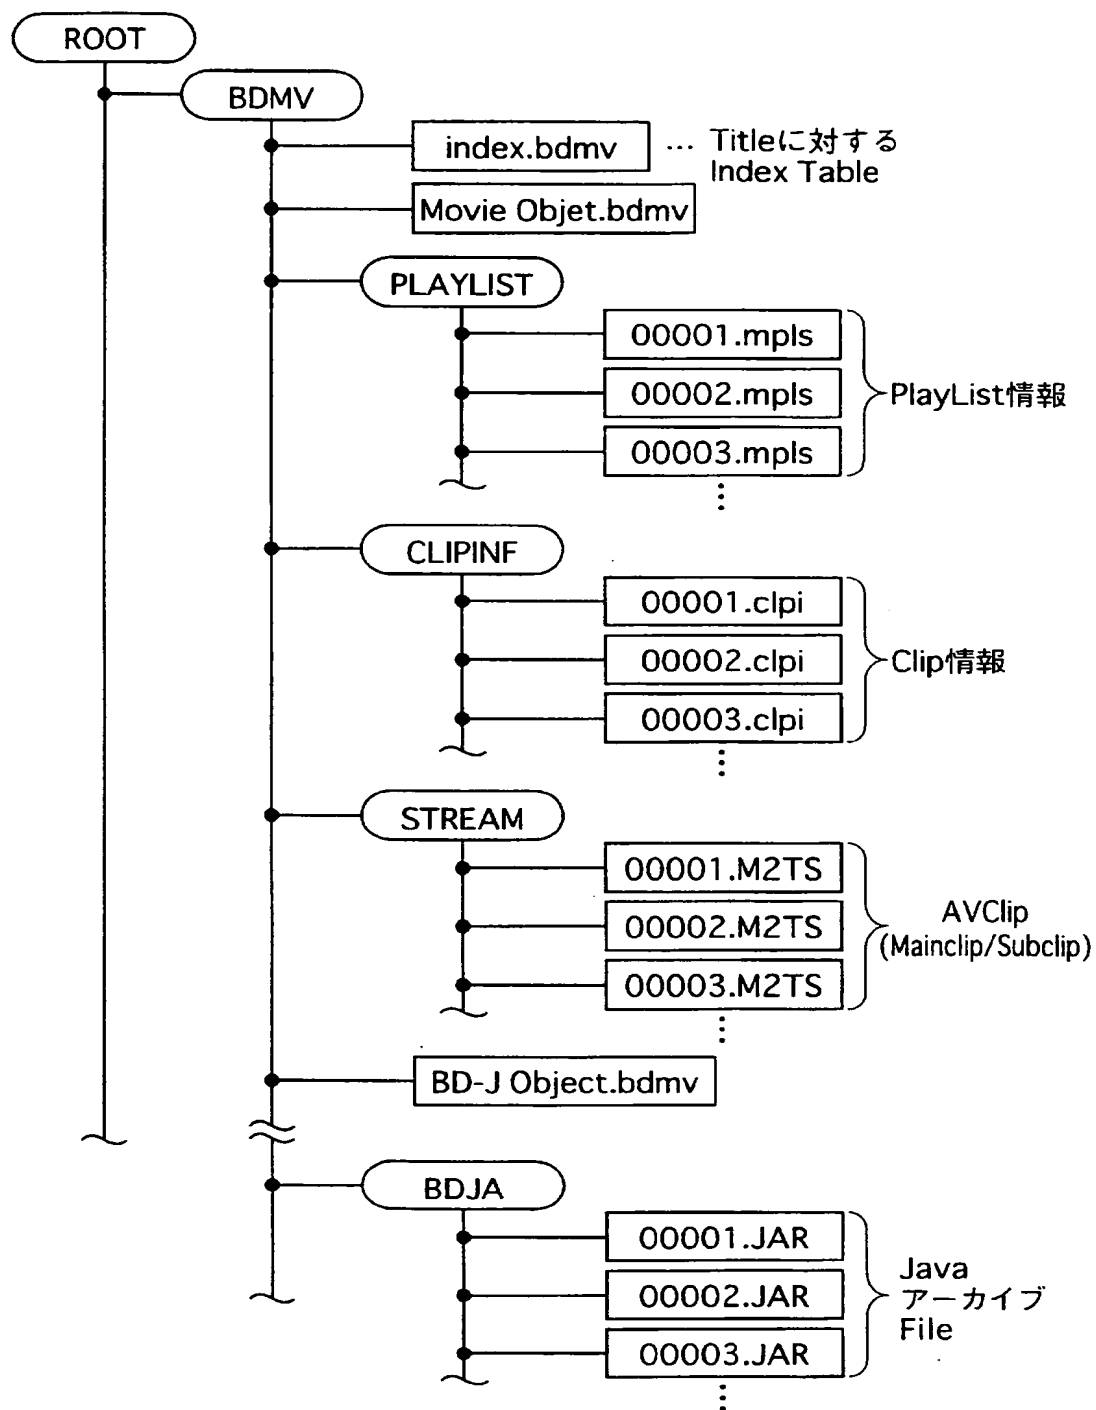 ROOT
BDMV
index.bdmv
… Titleに対する
Index Table
Movie Objet.bdmv
PLAYLIST
00001.mpls
00002.mpls
00003.mpls
PlayList情報
CLIPINF
00001.clpi
00002.clpi
00003.clpi
Clip情報
STREAM
00001.M2TS
00002.M2TS
00003.M2TS
AVClip
(Mainclip/Subclip)
BD-J Object.bdmv
BDJA
00001.JAR
00002.JAR
00003.JAR
Java
アーカイブ
File